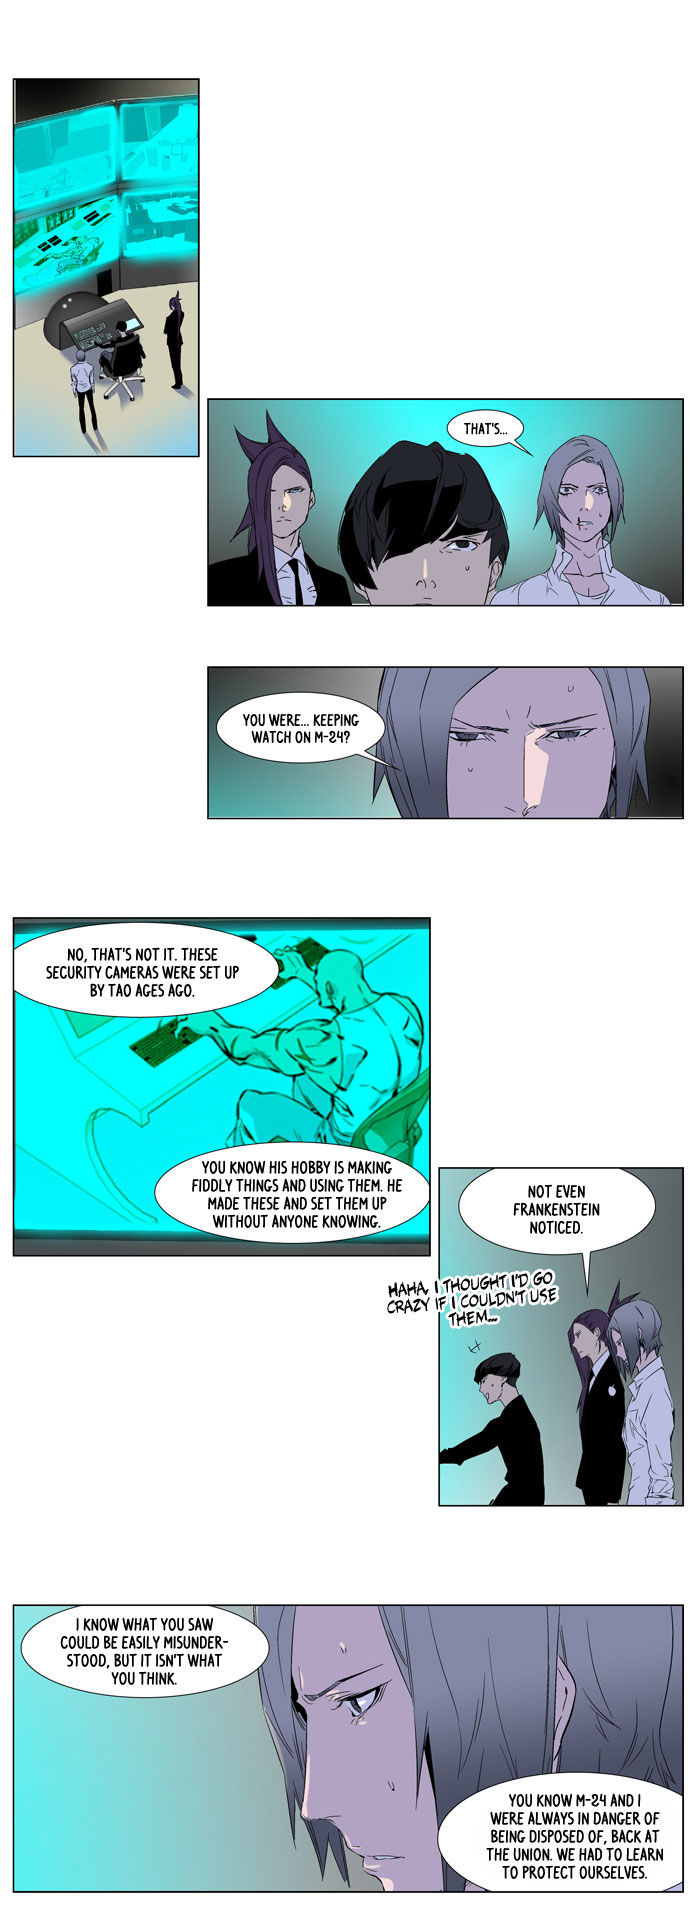 THAT'S...
YOU WERE... KEEPING
WATCH ON M-24?
NO, THAT'S NOT IT. THESE
SECURITY CAMERAS WERE SET UP
BY TAO AGES AGO.
YOU KNOW HIS HOBBY IS MAKING
FIDDLY THINGS AND USING THEM. HE
MADE THESE AND SET THEM UP
WITHOUT ANYONE KNOWING.
NOT EVEN
FRANKENSTEIN
NOTICED.
HAHA, I THOUGHT I'D GO
CRAZY IF I COULDN'T USE
THEM...
I KNOW WHAT YOU SAW
COULD BE EASILY MISUNDER-
STOOD, BUT IT ISN'T WHAT
YOU THINK.
YOU KNOW M-24 AND I
WERE ALWAYS IN DANGER OF
BEING DISPOSED OF, BACK AT
THE UNION. WE HAD TO LEARN
TO PROTECT OURSELVES.